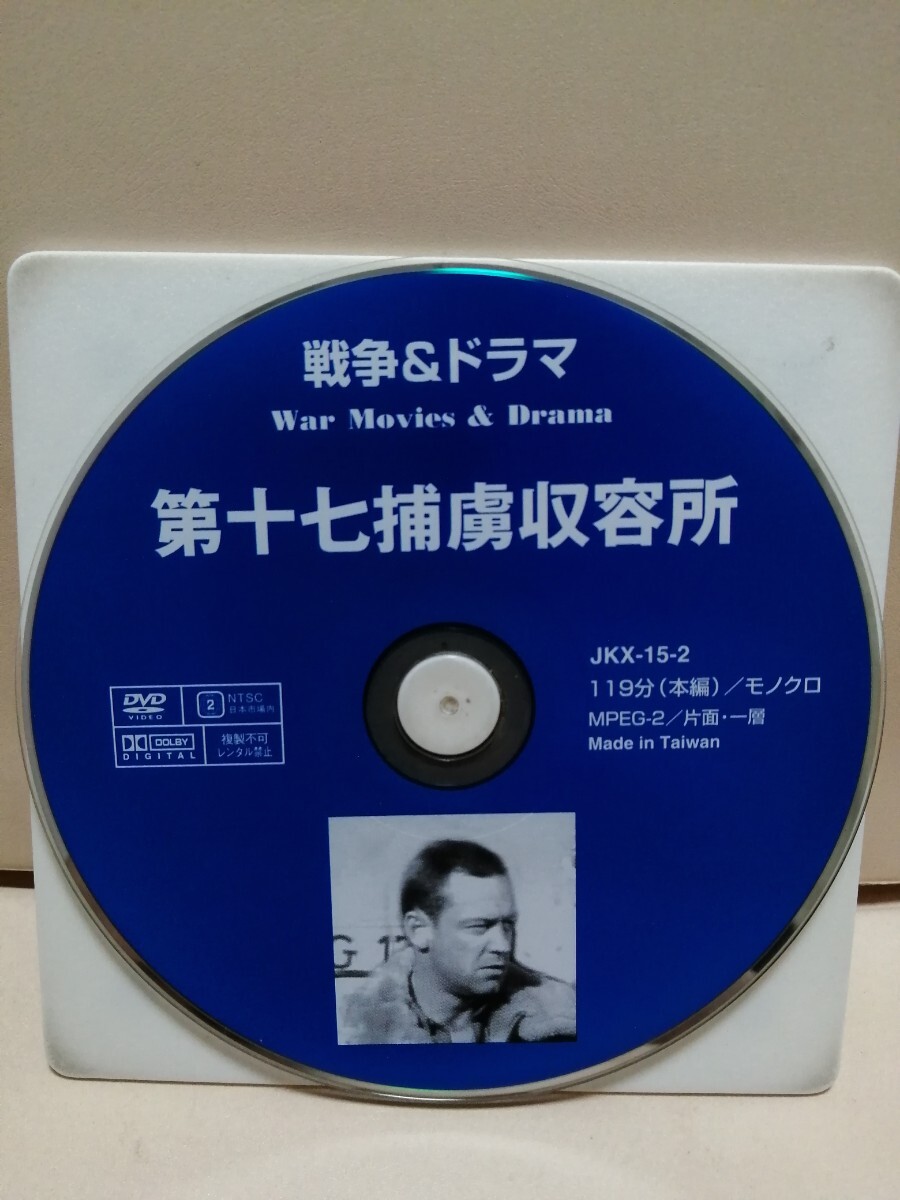 戦争&ドラマ
War Movies & Drama
第十七捕虜収容所
DVD
VIDEO
2
NTSC
日本市場向
DOLBY
DIGITAL
複製不可
レンタル禁止
JKX-15-2
119分(本編)/モノクロ
MPEG-2/片面・一層
Made in Taiwan
G 17